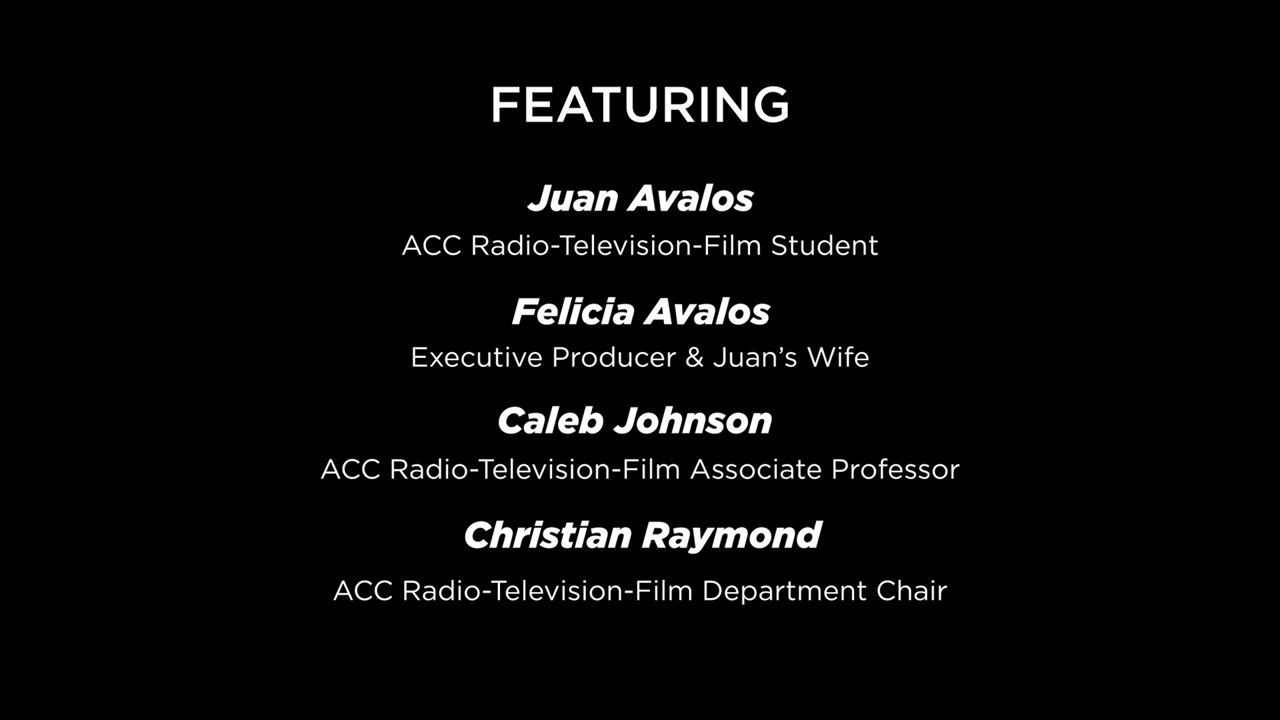 FEATURING
Juan Avalos
ACC Radio-Television-Film Student
Felicia Avalos
Executive Producer & Juan’s Wife
Caleb Johnson
ACC Radio-Television-Film Associate Professor
Christian Raymond
ACC Radio-Television-Film Department Chair